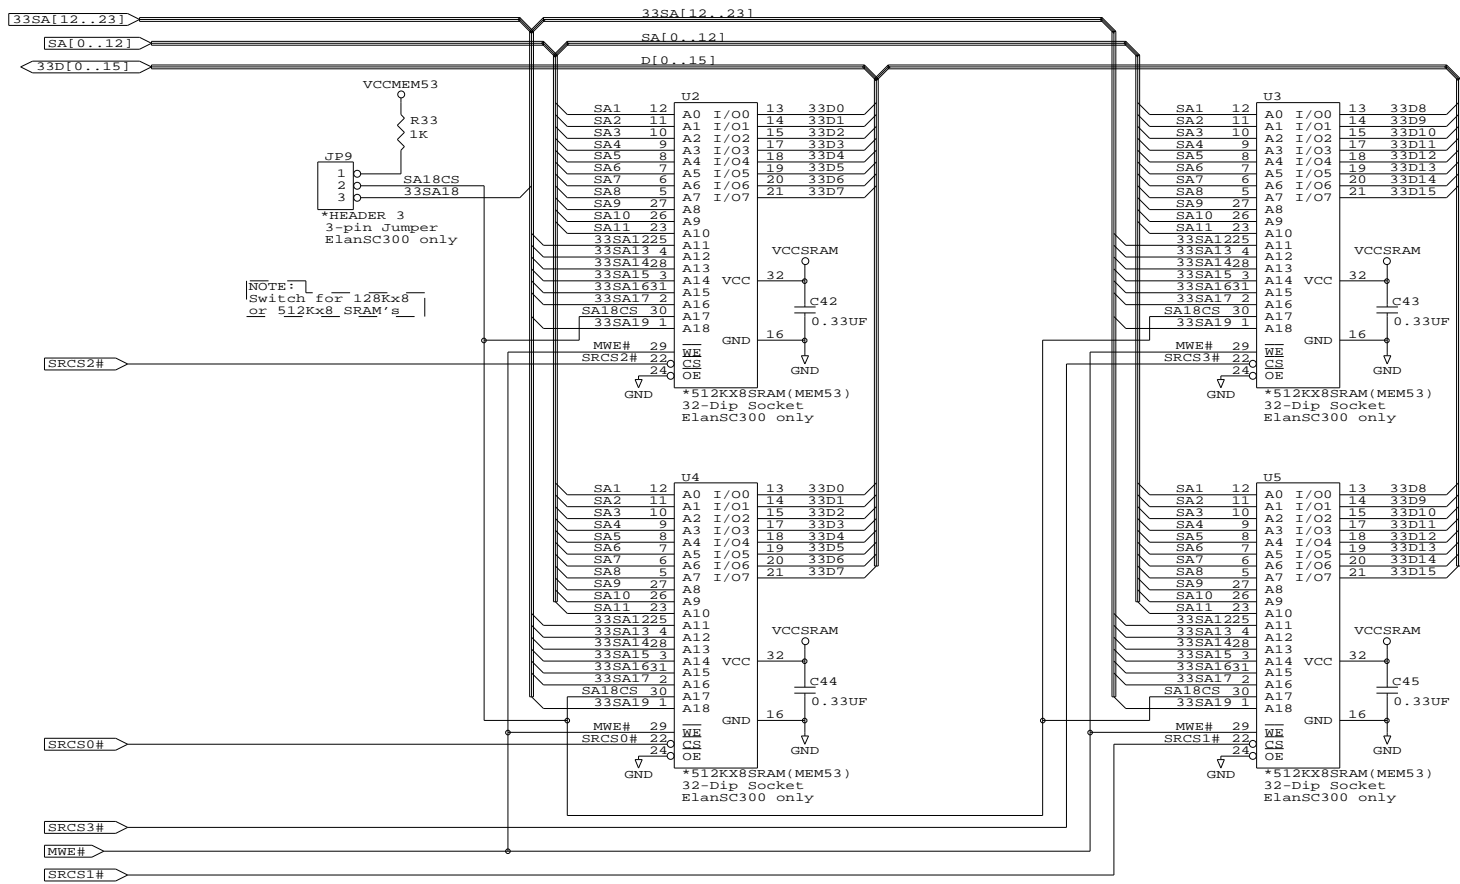 33SA[12..23]
33SA[12..23]
SA[0..12]
SA[0..12]
33D[0..15]
D[0..15]
VCCMEM53
R33
1K
JP9
1
2
3
SA18CS
33SA18
*HEADER 3
3-pin Jumper
ElanSC300 only
NOTE:
Switch for 128Kx8
or 512Kx8 SRAM's
U2
SA1 12 A0 I/O0 13 33D0
SA2 11 A1 I/O1 14 33D1
SA3 10 A2 I/O2 15 33D2
SA4 9 A3 I/O3 17 33D3
SA5 8 A4 I/O4 18 33D4
SA6 7 A5 I/O5 19 33D5
SA7 6 A6 I/O6 20 33D6
SA8 5 A7 I/O7 21 33D7
SA9 27 A8
SA10 26 A9
SA11 23 A10
33SA12 25 A11
33SA13 4 A12
33SA14 28 A13
33SA15 3 A14
33SA16 31 A15
33SA17 2 A16
SA18CS 30 A17
33SA19 1 A18
MWE# 29 WE
SRCS2# 22 CS
24 OE
GND
VCC 32
GND 16
VCCSRAM
C42
0.33UF
GND
*512KX8SRAM(MEM53)
32-Dip Socket
ElanSC300 only
U3
SA1 12 A0 I/O0 13 33D8
SA2 11 A1 I/O1 14 33D9
SA3 10 A2 I/O2 15 33D10
SA4 9 A3 I/O3 17 33D11
SA5 8 A4 I/O4 18 33D12
SA6 7 A5 I/O5 19 33D13
SA7 6 A6 I/O6 20 33D14
SA8 5 A7 I/O7 21 33D15
SA9 27 A8
SA10 26 A9
SA11 23 A10
33SA12 25 A11
33SA13 4 A12
33SA14 28 A13
33SA15 3 A14
33SA16 31 A15
33SA17 2 A16
SA18CS 30 A17
33SA19 1 A18
MWE# 29 WE
SRCS3# 22 CS
24 OE
GND
VCC 32
GND 16
VCCSRAM
C43
0.33UF
GND
*512KX8SRAM(MEM53)
32-Dip Socket
ElanSC300 only
SRCS2#
U4
SA1 12 A0 I/O0 13 33D0
SA2 11 A1 I/O1 14 33D1
SA3 10 A2 I/O2 15 33D2
SA4 9 A3 I/O3 17 33D3
SA5 8 A4 I/O4 18 33D4
SA6 7 A5 I/O5 19 33D5
SA7 6 A6 I/O6 20 33D6
SA8 5 A7 I/O7 21 33D7
SA9 27 A8
SA10 26 A9
SA11 23 A10
33SA12 25 A11
33SA13 4 A12
33SA14 28 A13
33SA15 3 A14
33SA16 31 A15
33SA17 2 A16
SA18CS 30 A17
33SA19 1 A18
MWE# 29 WE
SRCS0# 22 CS
24 OE
GND
VCC 32
GND 16
VCCSRAM
C44
0.33UF
GND
*512KX8SRAM(MEM53)
32-Dip Socket
ElanSC300 only
U5
SA1 12 A0 I/O0 13 33D8
SA2 11 A1 I/O1 14 33D9
SA3 10 A2 I/O2 15 33D10
SA4 9 A3 I/O3 17 33D11
SA5 8 A4 I/O4 18 33D12
SA6 7 A5 I/O5 19 33D13
SA7 6 A6 I/O6 20 33D14
SA8 5 A7 I/O7 21 33D15
SA9 27 A8
SA10 26 A9
SA11 23 A10
33SA12 25 A11
33SA13 4 A12
33SA14 28 A13
33SA15 3 A14
33SA16 31 A15
33SA17 2 A16
SA18CS 30 A17
33SA19 1 A18
MWE# 29 WE
SRCS1# 22 CS
24 OE
GND
VCC 32
GND 16
VCCSRAM
C45
0.33UF
GND
*512KX8SRAM(MEM53)
32-Dip Socket
ElanSC300 only
SRCS0#
SRCS3#
MWE#
SRCS1#